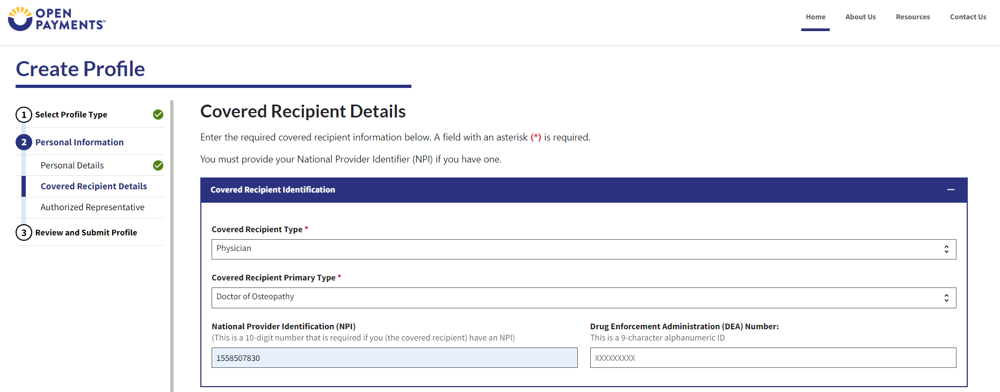 OPEN
PAYMENTS™
Home About Us Resources Contact Us
Create Profile
1 Select Profile Type
2 Personal Information
Personal Details
Covered Recipient Details
Authorized Representative
3 Review and Submit Profile
Covered Recipient Details
Enter the required covered recipient information below. A field with an asterisk (*) is required.
You must provide your National Provider Identifier (NPI) if you have one.
Covered Recipient Identification
Covered Recipient Type *
Physician
Covered Recipient Primary Type *
Doctor of Osteopathy
National Provider Identification (NPI)
(This is a 10-digit number that is required if you (the covered recipient) have an NPI)
1558507830
Drug Enforcement Administration (DEA) Number:
This is a 9-character alphanumeric ID
XXXXXXXXX